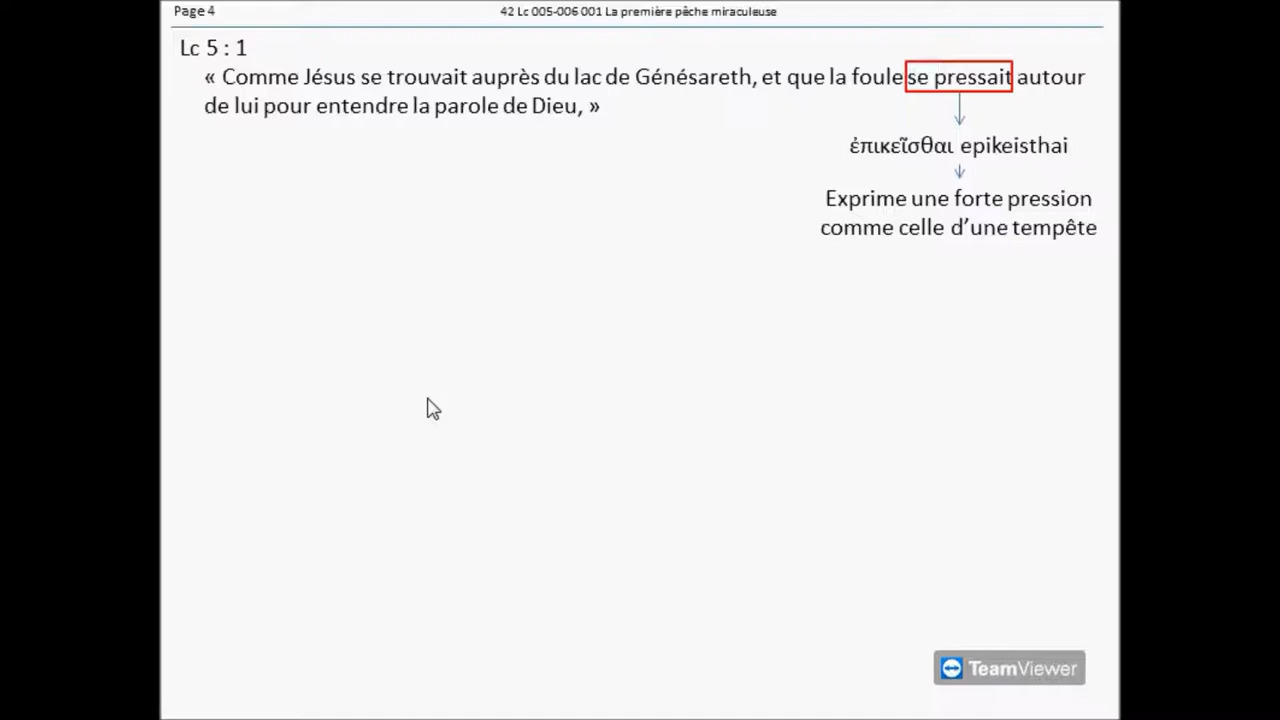 Page 4
42 Lc 005-006 001 La première pêche miraculeuse
Lc 5 : 1
« Comme Jésus se trouvait auprès du lac de Génésareth, et que la foule se pressait autour
de lui pour entendre la parole de Dieu, »
ἐπικεῖσθαι epikeisthai
Exprime une forte pression
comme celle d’une tempête
TeamViewer